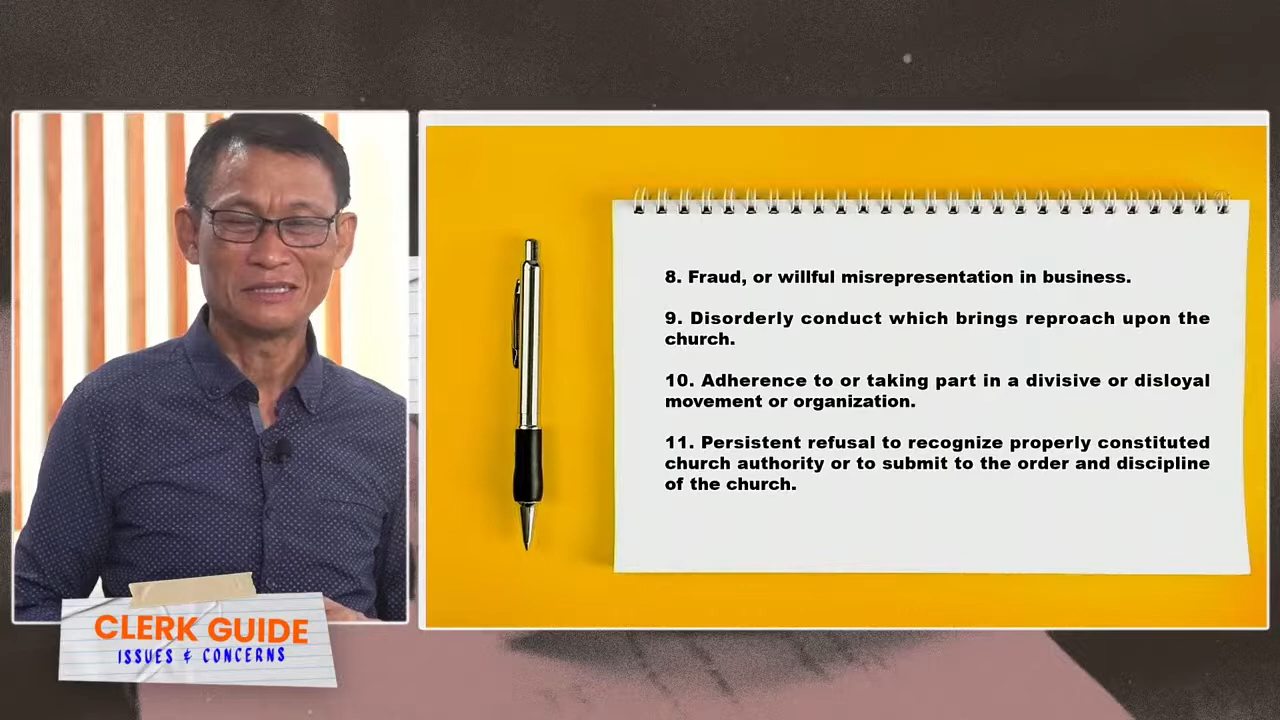 8. Fraud, or willful misrepresentation in business.
9. Disorderly conduct which brings reproach upon the
church.
10. Adherence to or taking part in a divisive or disloyal
movement or organization.
11. Persistent refusal to recognize properly constituted
church authority or to submit to the order and discipline
of the church.
CLERK GUIDE
ISSUES & CONCERNS